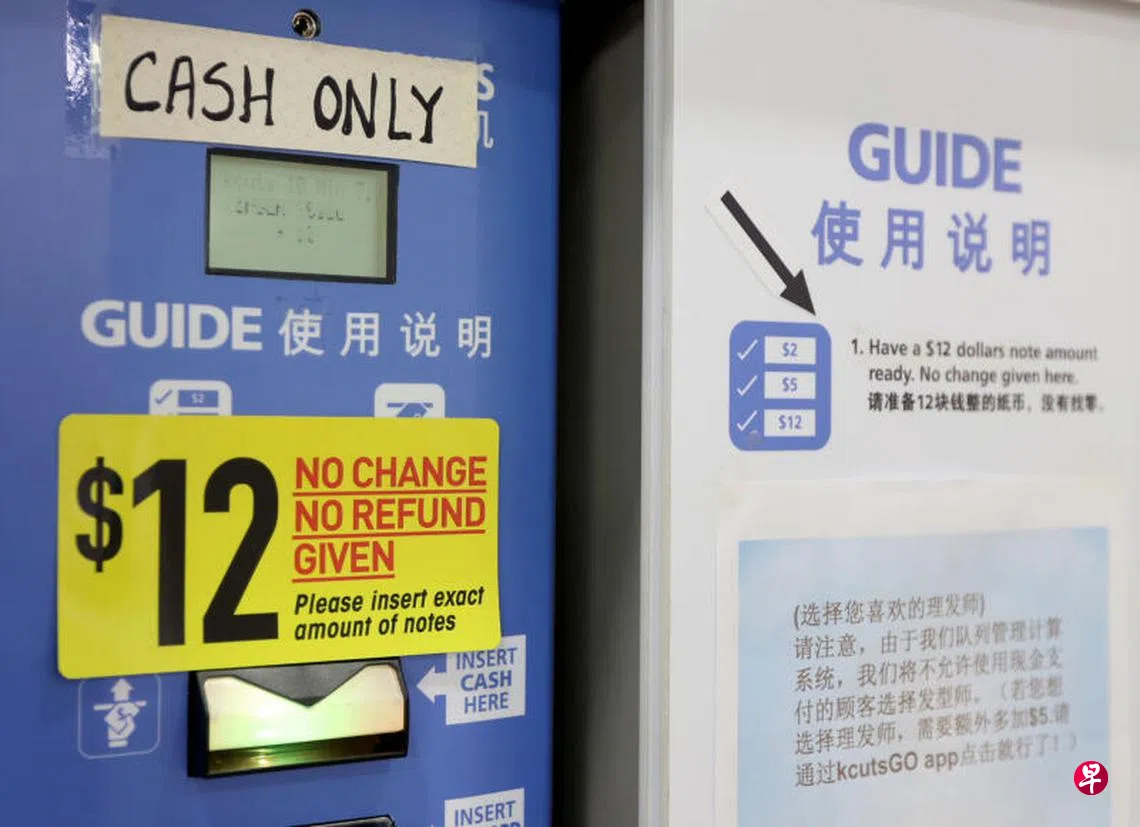 CASH ONLY
S
机
GUIDE 使用说明
$2
$12
NO CHANGE
NO REFUND
GIVEN
Please insert exact
amount of notes
INSERT
CASH
HERE
INSERT
GUIDE
使用说明
$2
$5
$12
1. Have a $12 dollars note amount
ready. No change given here.
请准备12块钱整的纸币，没有找零。
(选择您喜欢的理发师)
请注意，由于我们队列管理计算
系统，我们将不允许使用现金支
付的顾客选择发型师。（若您想
选择理发师，需要额外多加$5.请
通过kcutsGO app点击就行了！）
早